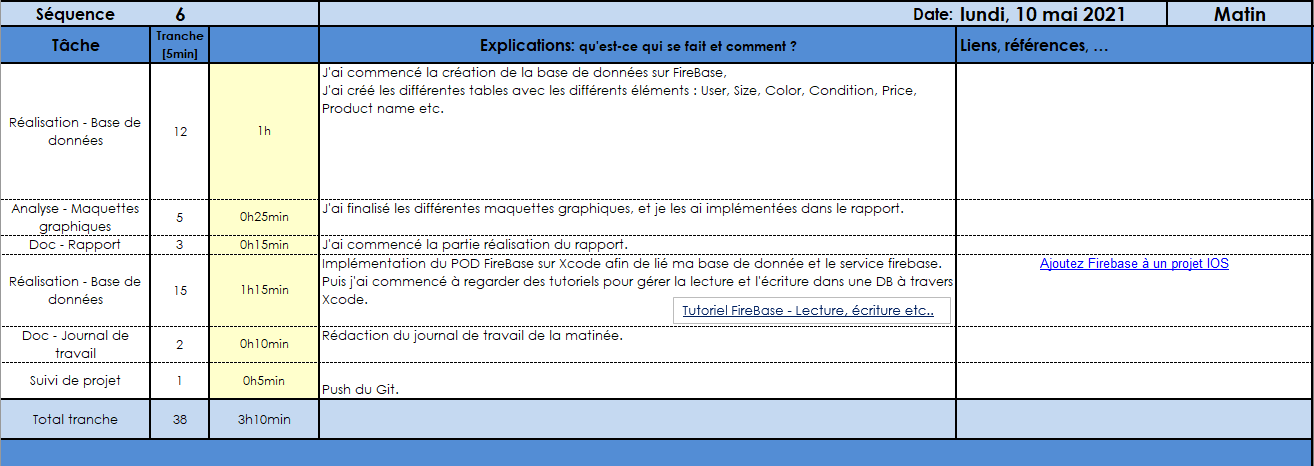 Séquence 6 Date: lundi, 10 mai 2021 Matin
Tâche Tranche [5min] Explications: qu'est-ce qui se fait et comment ? Liens, références, ...
Réalisation - Base de données 12 1h
J'ai commencé la création de la base de données sur FireBase,
J'ai créé les différentes tables avec les différents éléments : User, Size, Color, Condition, Price,
Product name etc.
Analyse - Maquettes graphiques 5 0h25min J'ai finalisé les différentes maquettes graphiques, et je les ai implémentées dans le rapport.
Doc - Rapport 3 0h15min J'ai commencé la partie réalisation du rapport.
Réalisation - Base de données 15 1h15min
Implémentation du POD FireBase sur Xcode afin de lié ma base de donnée et le service firebase.
Puis j'ai commencé à regarder des tutoriels pour gérer la lecture et l'écriture dans une DB à travers
Xcode.
Tutoriel FireBase - Lecture, écriture etc..
Ajoutez Firebase à un projet IOS
Doc - Journal de travail 2 0h10min Rédaction du journal de travail de la matinée.
Suivi de projet 1 0h5min Push du Git.
Total tranche 38 3h10min